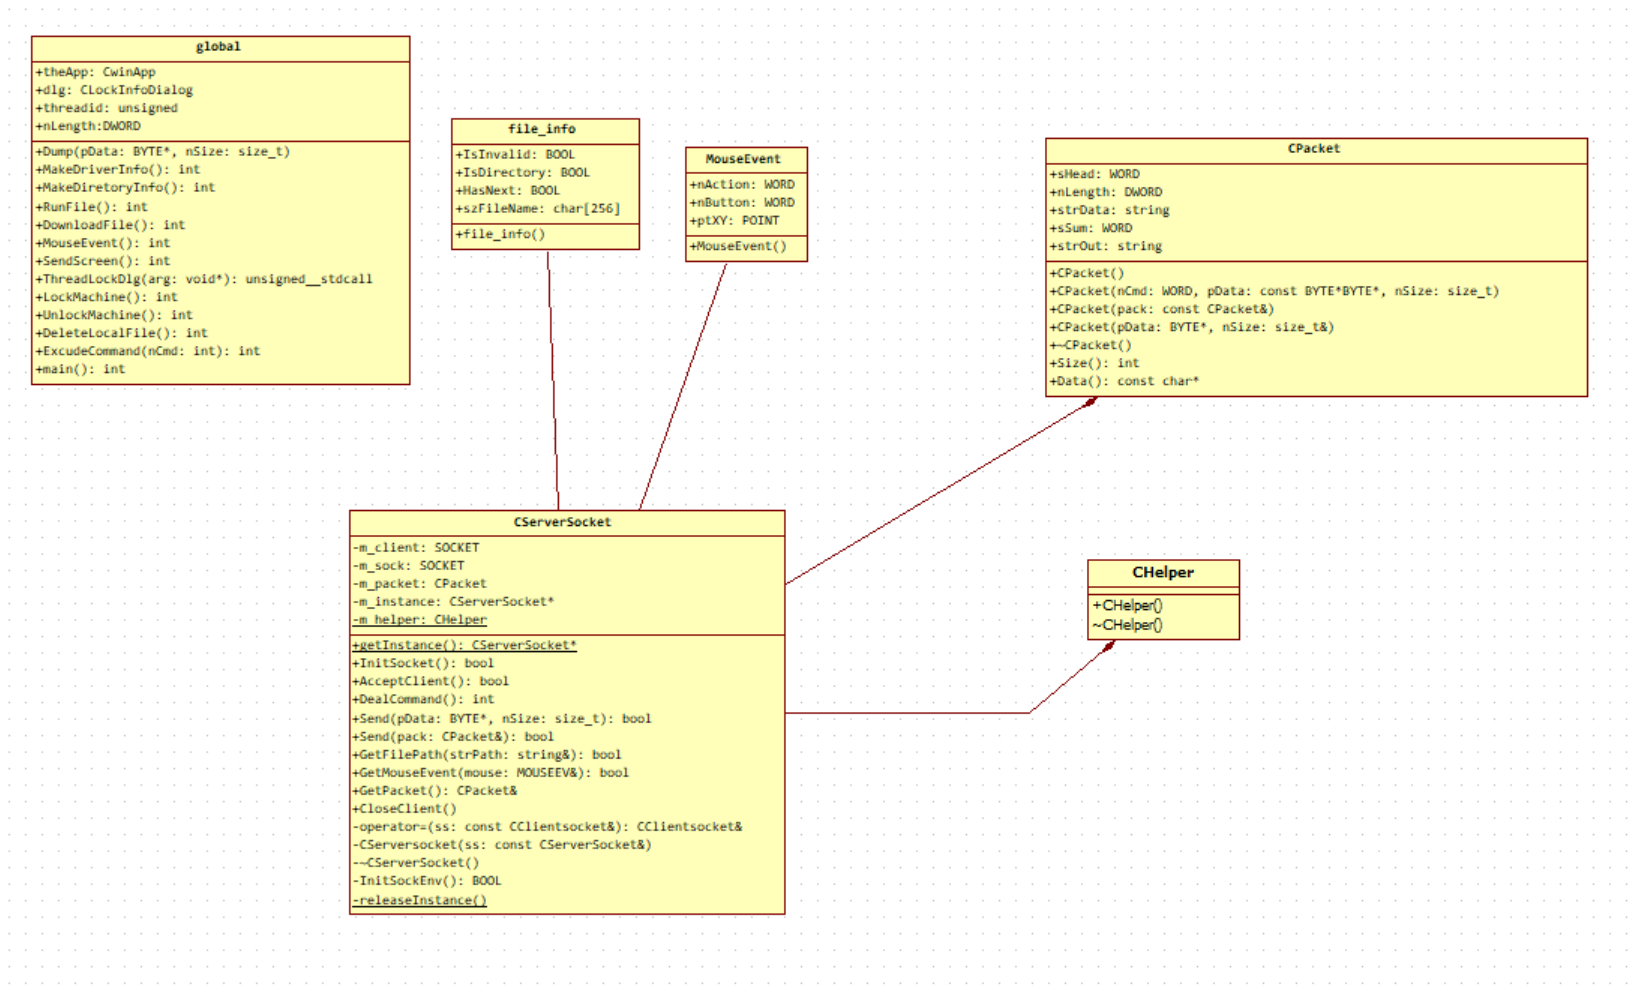 global
+theApp: CwinApp
+dlg: CLockInfoDialog
+threadid: unsigned
+nLength:DWORD
+Dump(pData: BYTE*, nSize: size_t)
+MakeDriverInfo(): int
+MakeDiretoryInfo(): int
+RunFile(): int
+DownloadFile(): int
+MouseEvent(): int
+SendScreen(): int
+ThreadLockDlg(arg: void*): unsigned__stdcall
+LockMachine(): int
+UnlockMachine(): int
+DeleteLocalFile(): int
+ExcudeCommand(nCmd: int): int
+main(): int
file_info
+IsInvalid: BOOL
+IsDirectory: BOOL
+HasNext: BOOL
+szFileName: char[256]
+file_info()
MouseEvent
+nAction: WORD
+nButton: WORD
+ptXY: POINT
+MouseEvent()
CPacket
+sHead: WORD
+nLength: DWORD
+strData: string
+sSum: WORD
+strOut: string
+CPacket()
+CPacket(nCmd: WORD, pData: const BYTE*BYTE*, nSize: size_t)
+CPacket(pack: const CPacket&)
+CPacket(pData: BYTE*, nSize: size_t&)
+~CPacket()
+Size(): int
+Data(): const char*
CServerSocket
-m_client: SOCKET
-m_sock: SOCKET
-m_packet: CPacket
-m_instance: CServerSocket*
-m_helper: CHelper
+getInstance(): CServerSocket*
+InitSocket(): bool
+AcceptClient(): bool
+DealCommand(): int
+Send(pData: BYTE*, nSize: size_t): bool
+Send(pack: CPacket&): bool
+GetFilePath(strPath: string&): bool
+GetMouseEvent(mouse: MOUSEEV&): bool
+GetPacket(): CPacket&
+CloseClient()
-operator=(ss: const CClientsocket&): CClientsocket&
-CServersocket(ss: const CServerSocket&)
-~CServerSocket()
-InitSockEnv(): BOOL
-releaseInstance()
CHelper
+CHelper()
~CHelper()